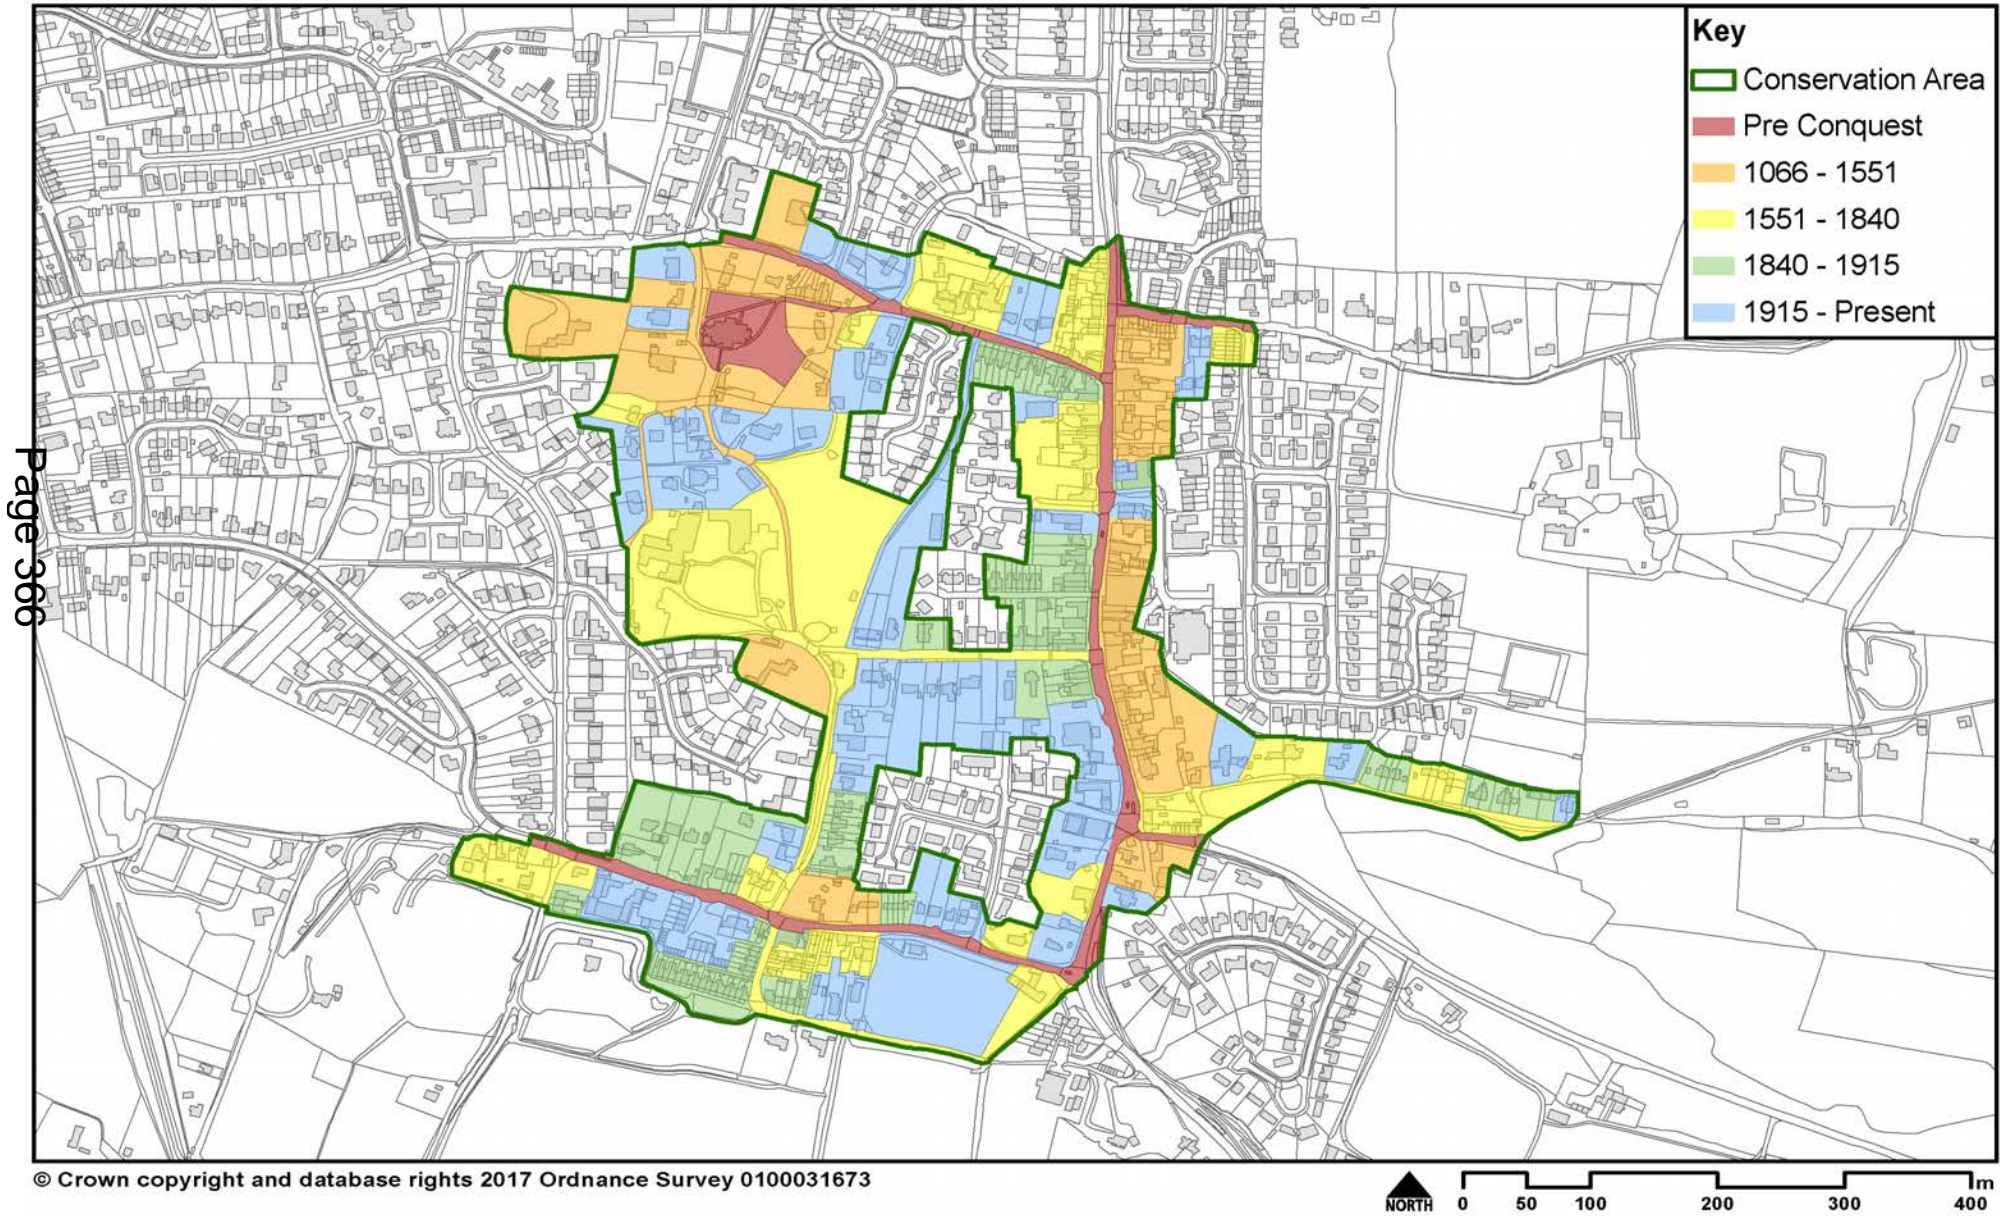 Key
Conservation Area
Pre Conquest
1066 - 1551
1551 - 1840
1840 - 1915
1915 - Present
Page 366
© Crown copyright and database rights 2017 Ordnance Survey 0100031673
NORTH
0 50 100 200 300 400
m